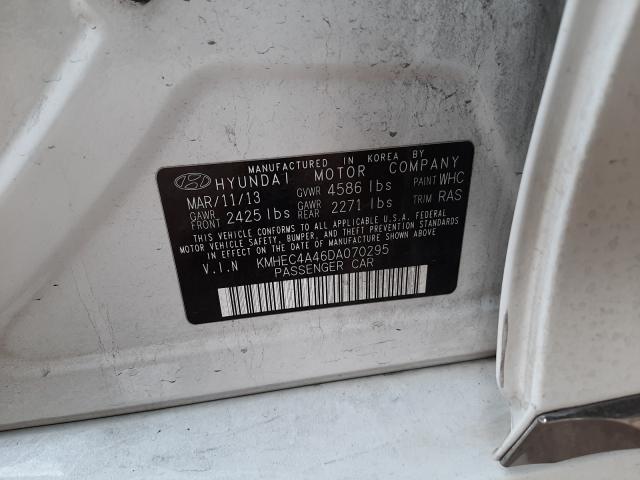 MANUFACTURED IN KOREA BY
HYUNDAI MOTOR COMPANY
MAR/11/13 GVWR 4586 lbs PAINT WHC
GAWR FRONT 2425 lbs GAWR REAR 2271 lbs TRIM RAS
THIS VEHICLE CONFORMS TO ALL APPLICABLE U.S.A. FEDERAL
MOTOR VEHICLE SAFETY, BUMPER, AND THEFT PREVENTION STANDARDS
IN EFFECT ON THE DATE OF MANUFACTURE SHOWN ABOVE.
V.I.N KMHEC4A46DA070295
PASSENGER CAR